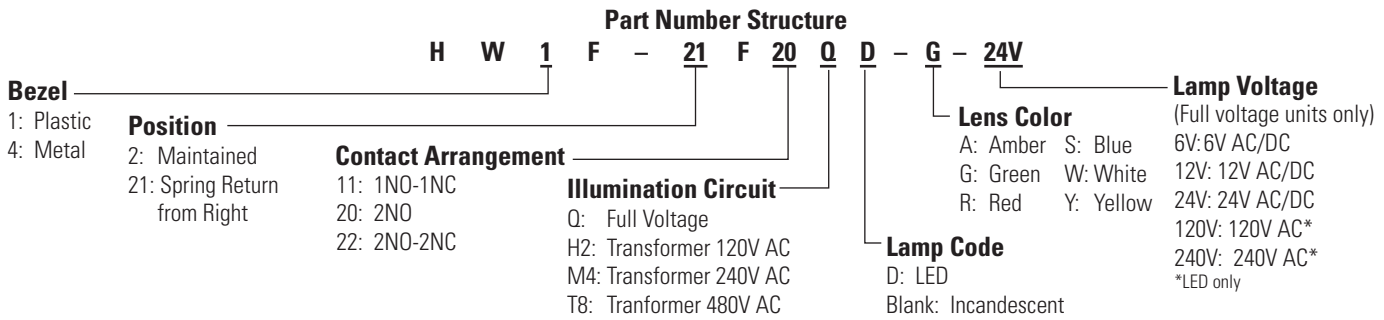 Part Number Structure
H W 1 F – 21 F 20 Q D – G – 24V
Bezel
1: Plastic
4: Metal
Position
2: Maintained
21: Spring Return
from Right
Contact Arrangement
11: 1NO-1NC
20: 2NO
22: 2NO-2NC
Illumination Circuit
Q: Full Voltage
H2: Transformer 120V AC
M4: Transformer 240V AC
T8: Tranformer 480V AC
Lamp Code
D: LED
Blank: Incandescent
Lens Color
A: Amber S: Blue
G: Green W: White
R: Red Y: Yellow
Lamp Voltage
(Full voltage units only)
6V: 6V AC/DC
12V: 12V AC/DC
24V: 24V AC/DC
120V: 120V AC*
240V: 240V AC*
*LED only